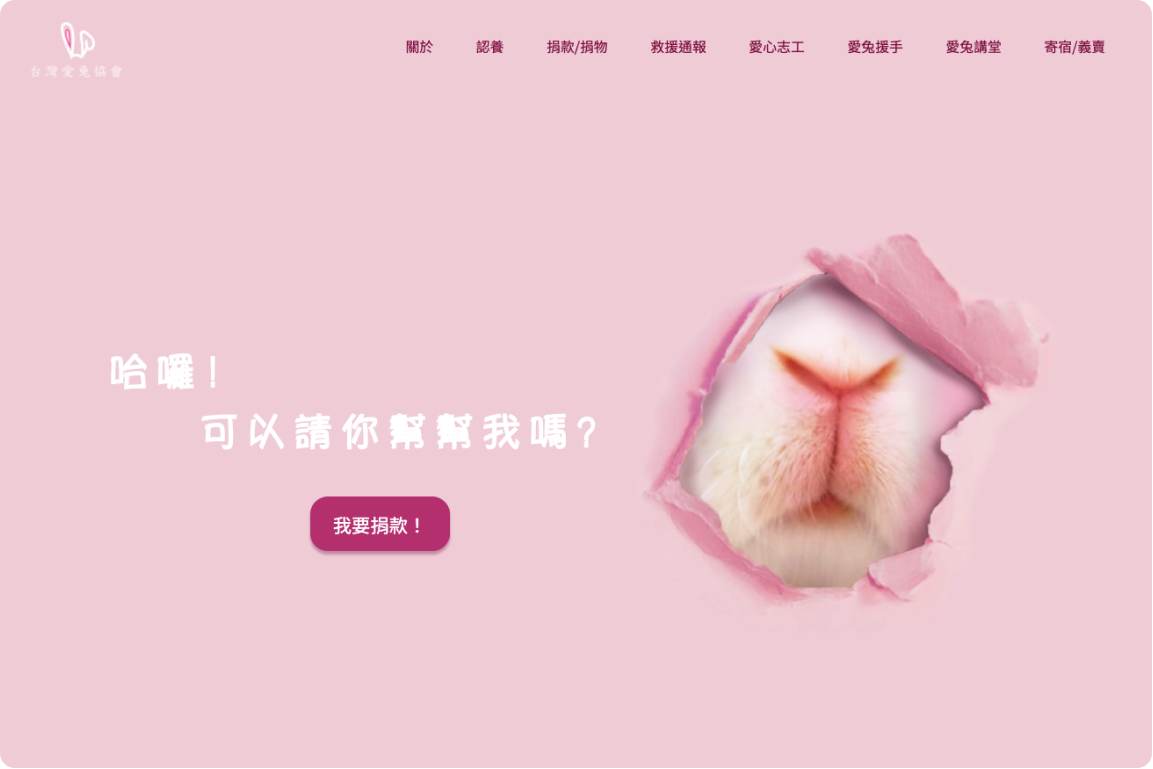 台灣愛兔協會
關於 認養 捐款/捐物 救援通報 愛心志工 愛兔援手 愛兔講堂 寄宿/義賣
哈囉!
可以請你幫幫我嗎?
我要捐款！